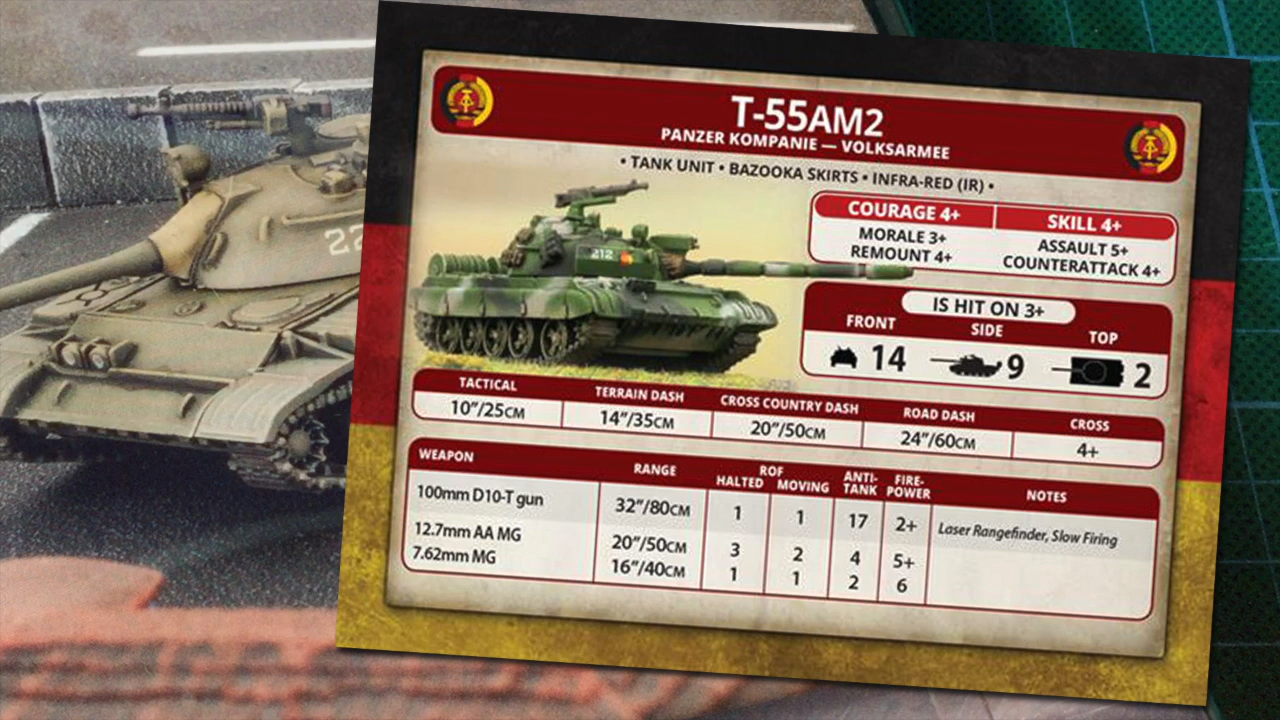 22
T-55AM2
PANZER KOMPANIE — VOLKSARMEE
• TANK UNIT • BAZOOKA SKIRTS • INFRA-RED (IR) •
212
COURAGE 4+ SKILL 4+
MORALE 3+ ASSAULT 5+
REMOUNT 4+ COUNTERATTACK 4+
IS HIT ON 3+
FRONT SIDE TOP
14 9 2
TACTICAL TERRAIN DASH CROSS COUNTRY DASH ROAD DASH CROSS
10"/25CM 14"/35CM 20"/50CM 24"/60CM 4+
WEAPON RANGE ROF HALTED MOVING ANTI-TANK FIRE-POWER NOTES
100mm D10-T gun 32"/80CM 1 1 17 2+ Laser Rangefinder, Slow Firing
12.7mm AA MG 20"/50CM 3 2 4 5+
7.62mm MG 16"/40CM 1 1 2 6